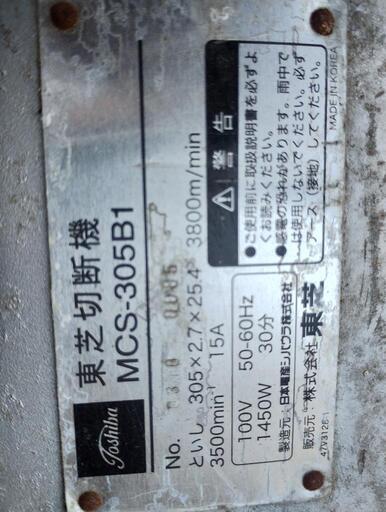 Toshiba
東芝切断機
MCS-305B1
No.
といし 305×2.7×25.4 3800m/min
3500min⁻¹ 15A
100V 50-60Hz
1450W 30分
製造元:日本電産シバウラ株式会社
販売元:株式会社 東芝
47V3128-1
警告
●ご使用前に取扱説明書を必ずよ
くお読みください。
●感電の恐れがあります。雨中で
は使用しないでください。必ず
アース(接地)してください。
MADE IN KOREA